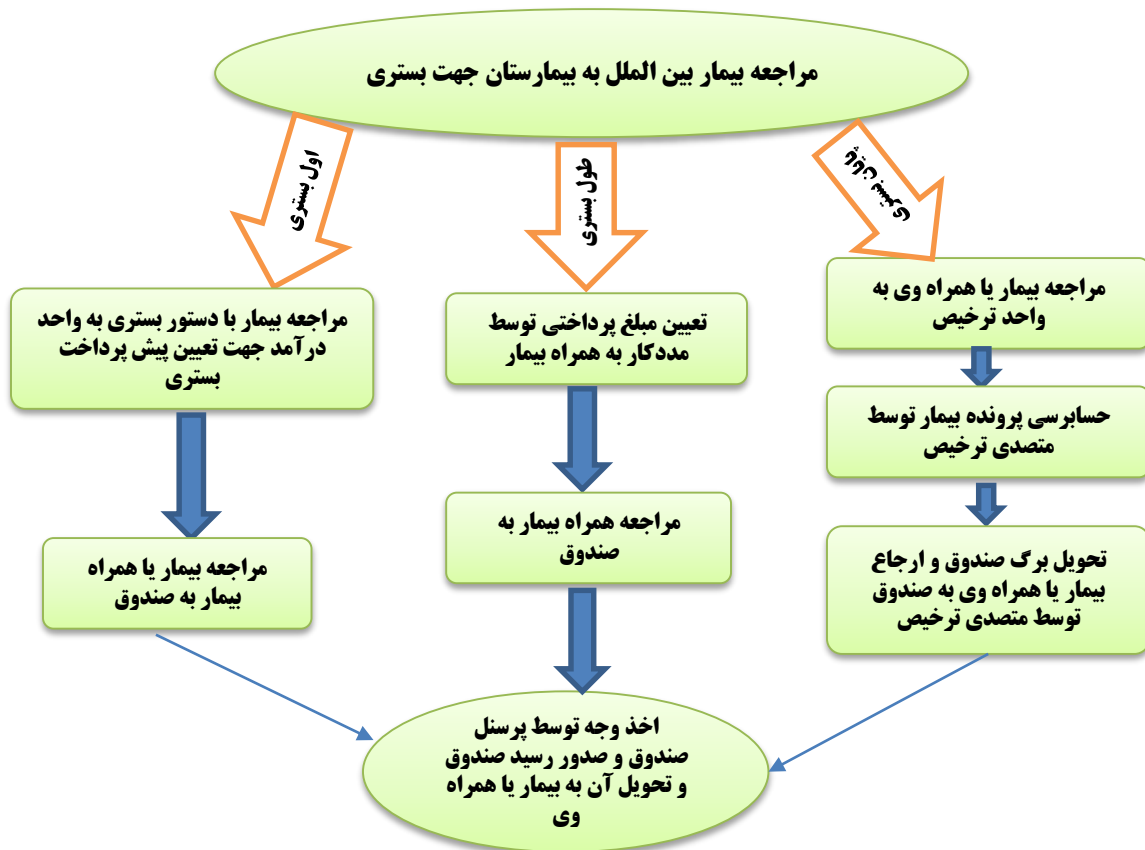 مراجعه بیمار بین الملل به بیمارستان جهت بستری
پایان بستری
طول بستری
اول بستری
مراجعه بیمار یا همراه وی به
واحد ترخیص
حسابرسی پرونده بیمار توسط
متصدی ترخیص
تحویل برگ صندوق و ارجاع
بیمار یا همراه وی به صندوق
توسط متصدی ترخیص
تعیین مبلغ پرداختی توسط
مددکار به همراه بیمار
مراجعه همراه بیمار به
صندوق
مراجعه بیمار با دستور بستری به واحد
درآمد جهت تعیین پیش پرداخت
بستری
مراجعه بیمار یا همراه
بیمار به صندوق
اخذ وجه توسط پرسنل
صندوق و صدور رسید صندوق
و تحویل آن به بیمار یا همراه
وی